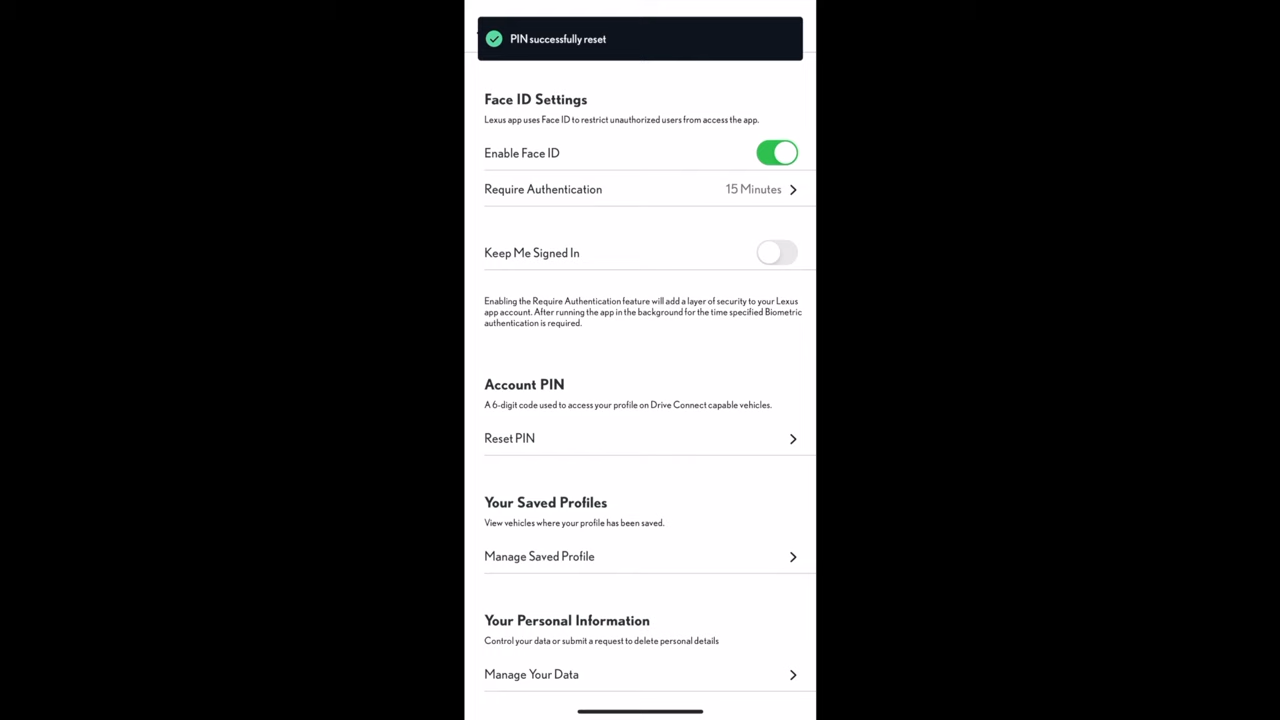 PIN successfully reset
Face ID Settings
Lexus app uses Face ID to restrict unauthorized users from access the app.
Enable Face ID
Require Authentication 15 Minutes
Keep Me Signed In
Enabling the Require Authentication feature will add a layer of security to your Lexus
app account. After running the app in the background for the time specified Biometric
authentication is required.
Account PIN
A 6-digit code used to access your profile on Drive Connect capable vehicles.
Reset PIN
Your Saved Profiles
View vehicles where your profile has been saved.
Manage Saved Profile
Your Personal Information
Control your data or submit a request to delete personal details
Manage Your Data